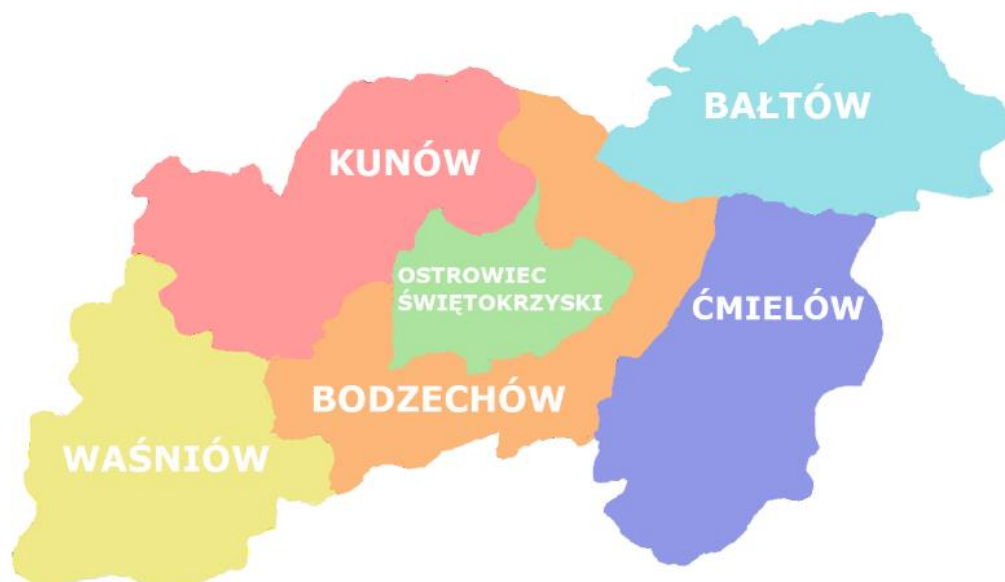 BAŁTÓW
KUNÓW
OSTROWIEC
ŚWIĘTOKRZYSKI
ĆMIELÓW
BODZECHÓW
WAŚNIÓW